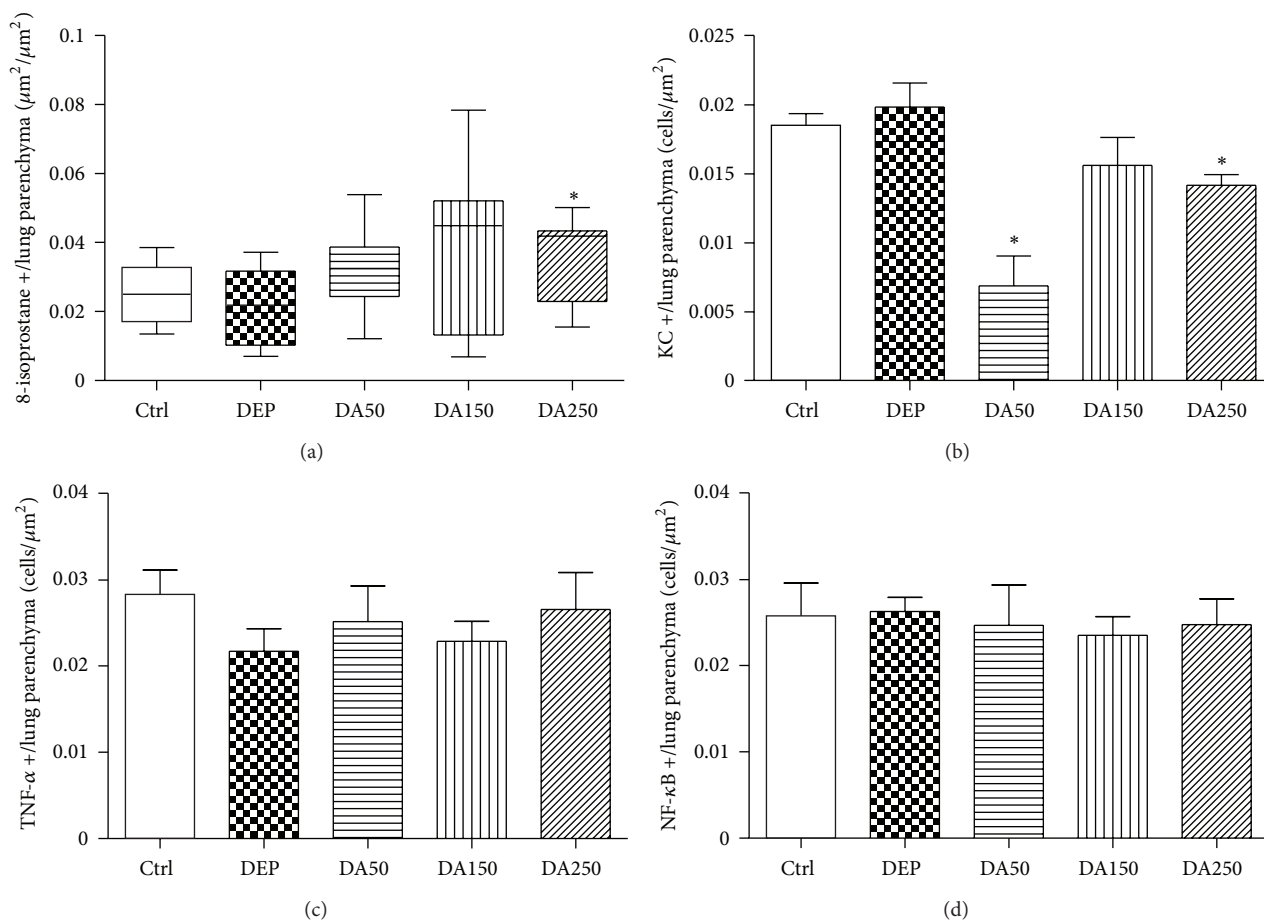 8-isoprostane +/lung parenchyma (μm²/μm²)
0.1
0.08
0.06
0.04
0.02
0
*
Ctrl DEP DA50 DA150 DA250
(a)
KC +/lung parenchyma (cells/μm²)
0.025
0.02
0.015
0.01
0.005
0
*
*
Ctrl DEP DA50 DA150 DA250
(b)
TNF-α +/lung parenchyma (cells/μm²)
0.04
0.03
0.02
0.01
0
Ctrl DEP DA50 DA150 DA250
(c)
NF-κB +/lung parenchyma (cells/μm²)
0.04
0.03
0.02
0.01
0
Ctrl DEP DA50 DA150 DA250
(d)